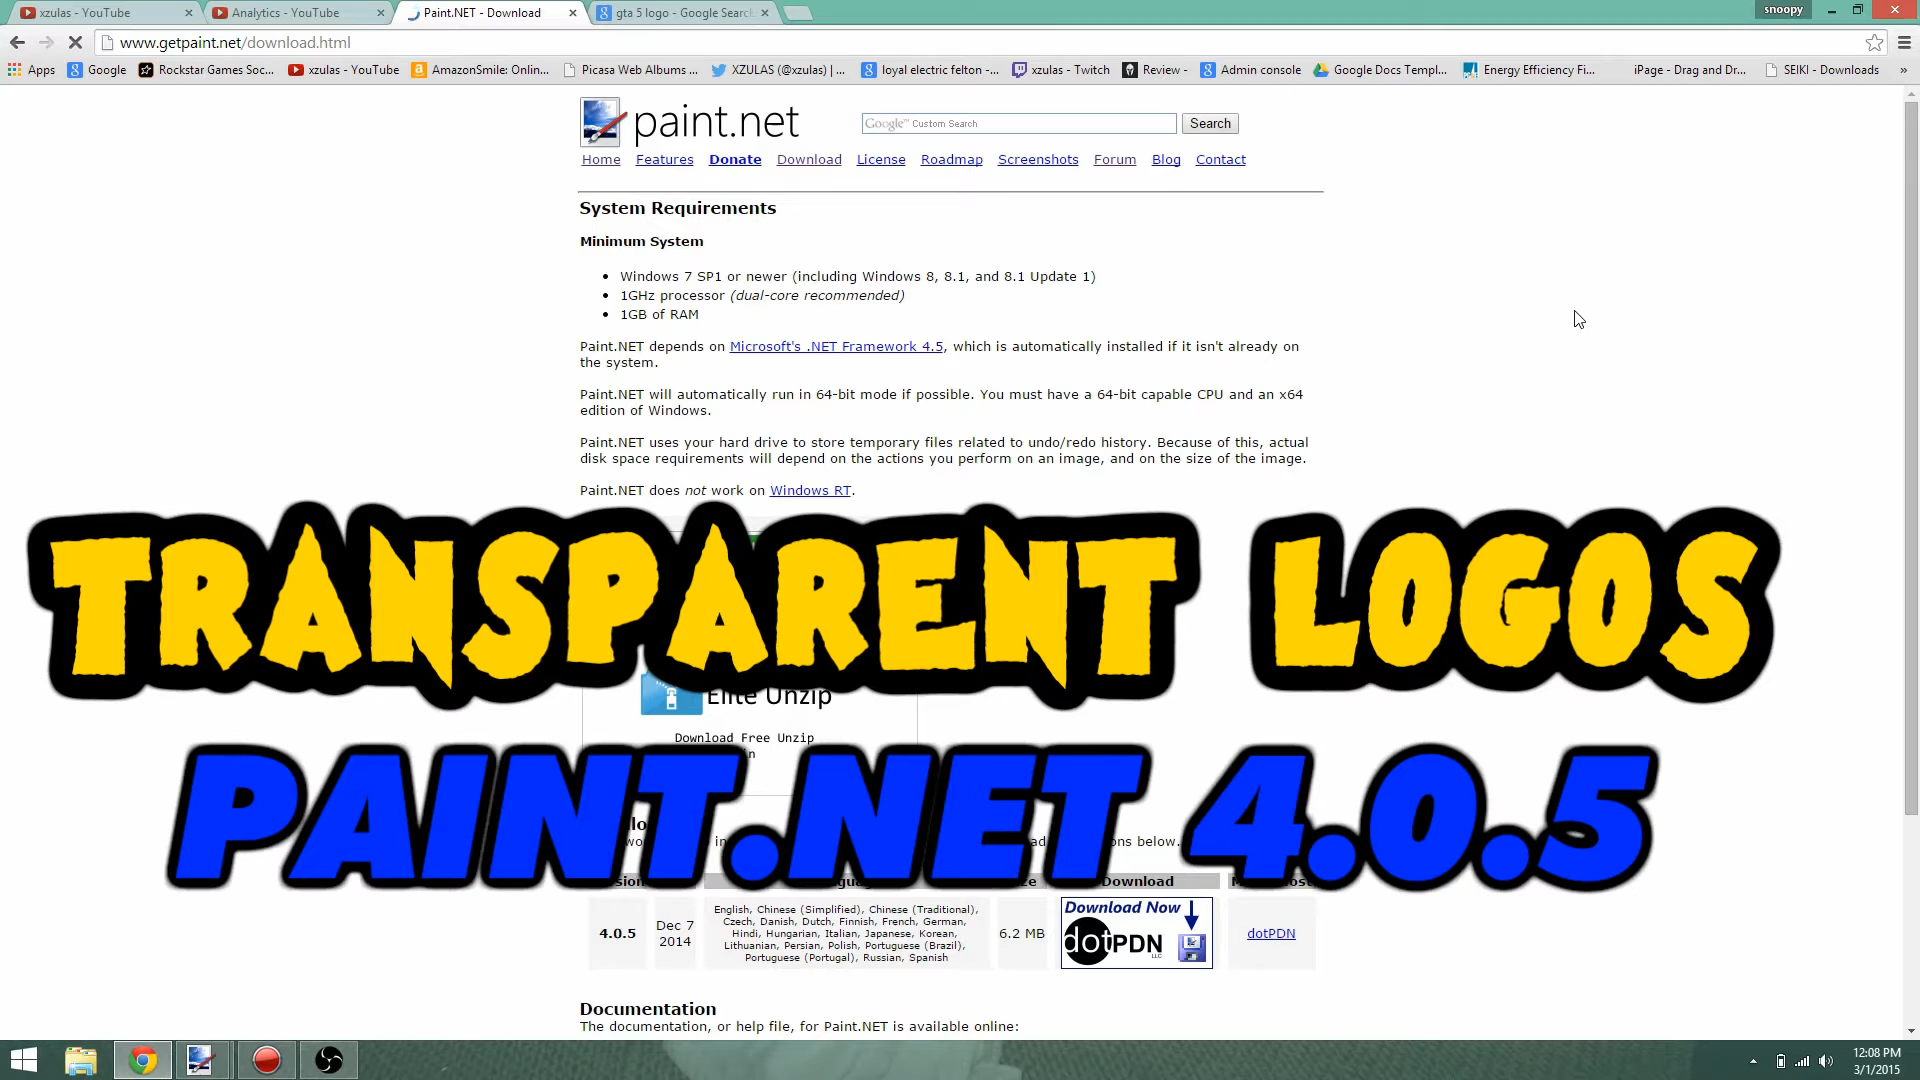 xzulas - YouTube
Analytics - YouTube
Paint.NET - Download
gta 5 logo - Google Search
snoopy
www.getpaint.net/download.html
Apps
Google
Rockstar Games Soc...
xzulas - YouTube
AmazonSmile: Onlin...
Picasa Web Albums ...
XZULAS (@xzulas) | ...
loyal electric felton -...
xzulas - Twitch
Review -
Admin console
Google Docs Templ...
Energy Efficiency Fi...
iPage - Drag and Dr...
SEIKI - Downloads
»
paint.net
Google™ Custom Search
Search
Home Features Donate Download License Roadmap Screenshots Forum Blog Contact
System Requirements
Minimum System
• Windows 7 SP1 or newer (including Windows 8, 8.1, and 8.1 Update 1)
• 1GHz processor (dual-core recommended)
• 1GB of RAM
Paint.NET depends on Microsoft's .NET Framework 4.5, which is automatically installed if it isn't already on
the system.
Paint.NET will automatically run in 64-bit mode if possible. You must have a 64-bit capable CPU and an x64
edition of Windows.
Paint.NET uses your hard drive to store temporary files related to undo/redo history. Because of this, actual
disk space requirements will depend on the actions you perform on an image, and on the size of the image.
Paint.NET does not work on Windows RT.
TRANSPARENT LOGOS
Elite Unzip
Download Free Unzip
PAINT.NET 4.0.5
below.
Download
4.0.5
Dec 7
2014
English, Chinese (Simplified), Chinese (Traditional),
Czech, Danish, Dutch, Finnish, French, German,
Hindi, Hungarian, Italian, Japanese, Korean,
Lithuanian, Persian, Polish, Portuguese (Brazil),
Portuguese (Portugal), Russian, Spanish
6.2 MB
Download Now
dotPDN
LLC
dotPDN
Documentation
The documentation, or help file, for Paint.NET is available online:
12:08 PM
3/1/2015